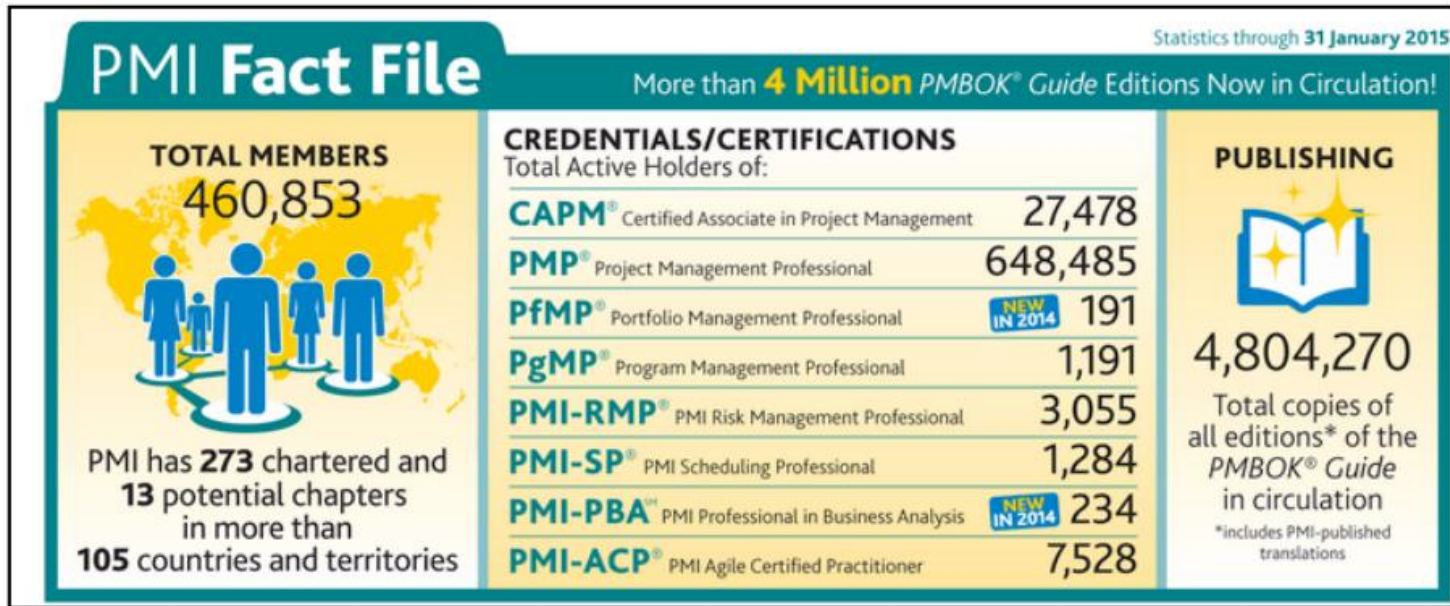 Statistics through 31 January 2015
PMI Fact File
More than 4 Million PMBOK® Guide Editions Now in Circulation!
TOTAL MEMBERS
460,853
PMI has 273 chartered and
13 potential chapters
in more than
105 countries and territories
CREDENTIALS/CERTIFICATIONS
Total Active Holders of:
CAPM® Certified Associate in Project Management 27,478
PMP® Project Management Professional 648,485
PfMP® Portfolio Management Professional NEW IN 2014 191
PgMP® Program Management Professional 1,191
PMI-RMP® PMI Risk Management Professional 3,055
PMI-SP® PMI Scheduling Professional 1,284
PMI-PBA℠ PMI Professional in Business Analysis NEW IN 2014 234
PMI-ACP® PMI Agile Certified Practitioner 7,528
PUBLISHING
4,804,270
Total copies of
all editions* of the
PMBOK® Guide
in circulation
*includes PMI-published
translations